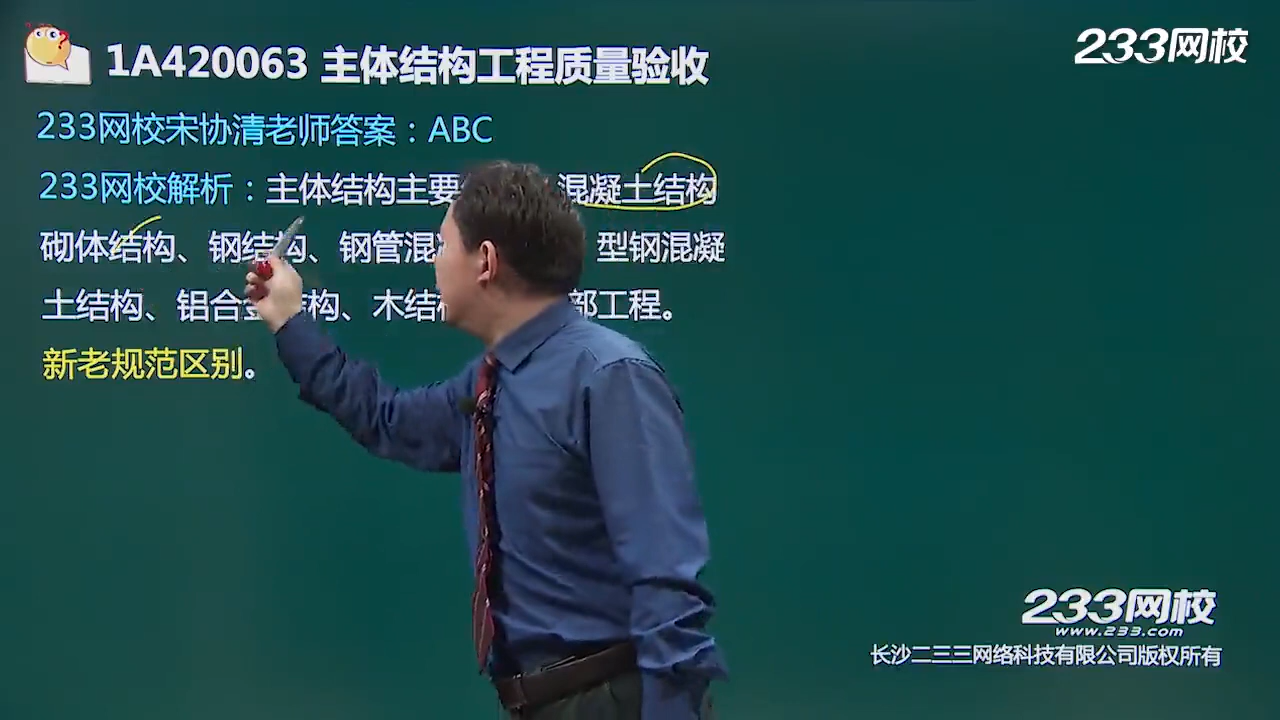 1A420063 主体结构工程质量验收
233网校
233网校宋协清老师答案：ABC
233网校解析：主体结构主要 混凝土结构
砌体结构、钢结构、钢管混 型钢混凝
土结构、铝合金结构、木结 部工程。
新老规范区别。
233网校
www.233.com
长沙二三三网络科技有限公司版权所有